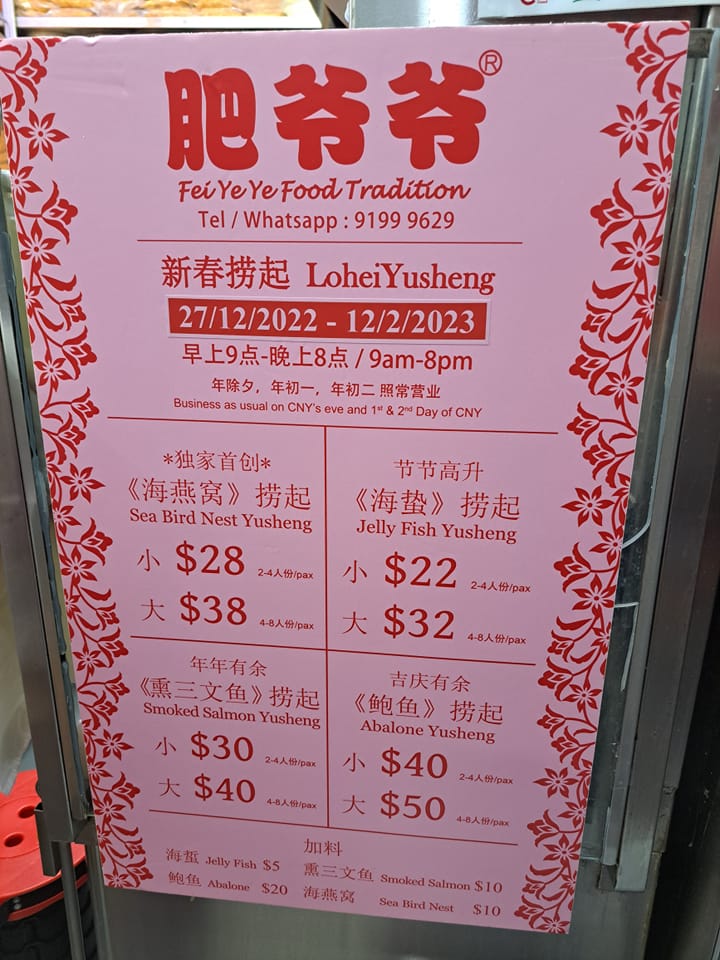 肥爷爷®
Fei Ye Ye Food Tradition
Tel / Whatsapp : 9199 9629
新春捞起 LoheiYusheng
27/12/2022 - 12/2/2023
早上9点-晚上8点 / 9am-8pm
年除夕，年初一，年初二 照常营业
Business as usual on CNY's eve and 1st & 2nd Day of CNY
*独家首创*
《海燕窝》捞起
Sea Bird Nest Yusheng
小 $28 2-4人份/pax
大 $38 4-8人份/pax
节节高升
《海蛰》捞起
Jelly Fish Yusheng
小 $22 2-4人份/pax
大 $32 4-8人份/pax
年年有余
《熏三文鱼》捞起
Smoked Salmon Yusheng
小 $30 2-4人份/pax
大 $40 4-8人份/pax
吉庆有余
《鲍鱼》捞起
Abalone Yusheng
小 $40 2-4人份/pax
大 $50 4-8人份/pax
加料
海蜇 Jelly Fish $5 熏三文鱼 Smoked Salmon $10
鲍鱼 Abalone $20 海燕窝 Sea Bird Nest $10